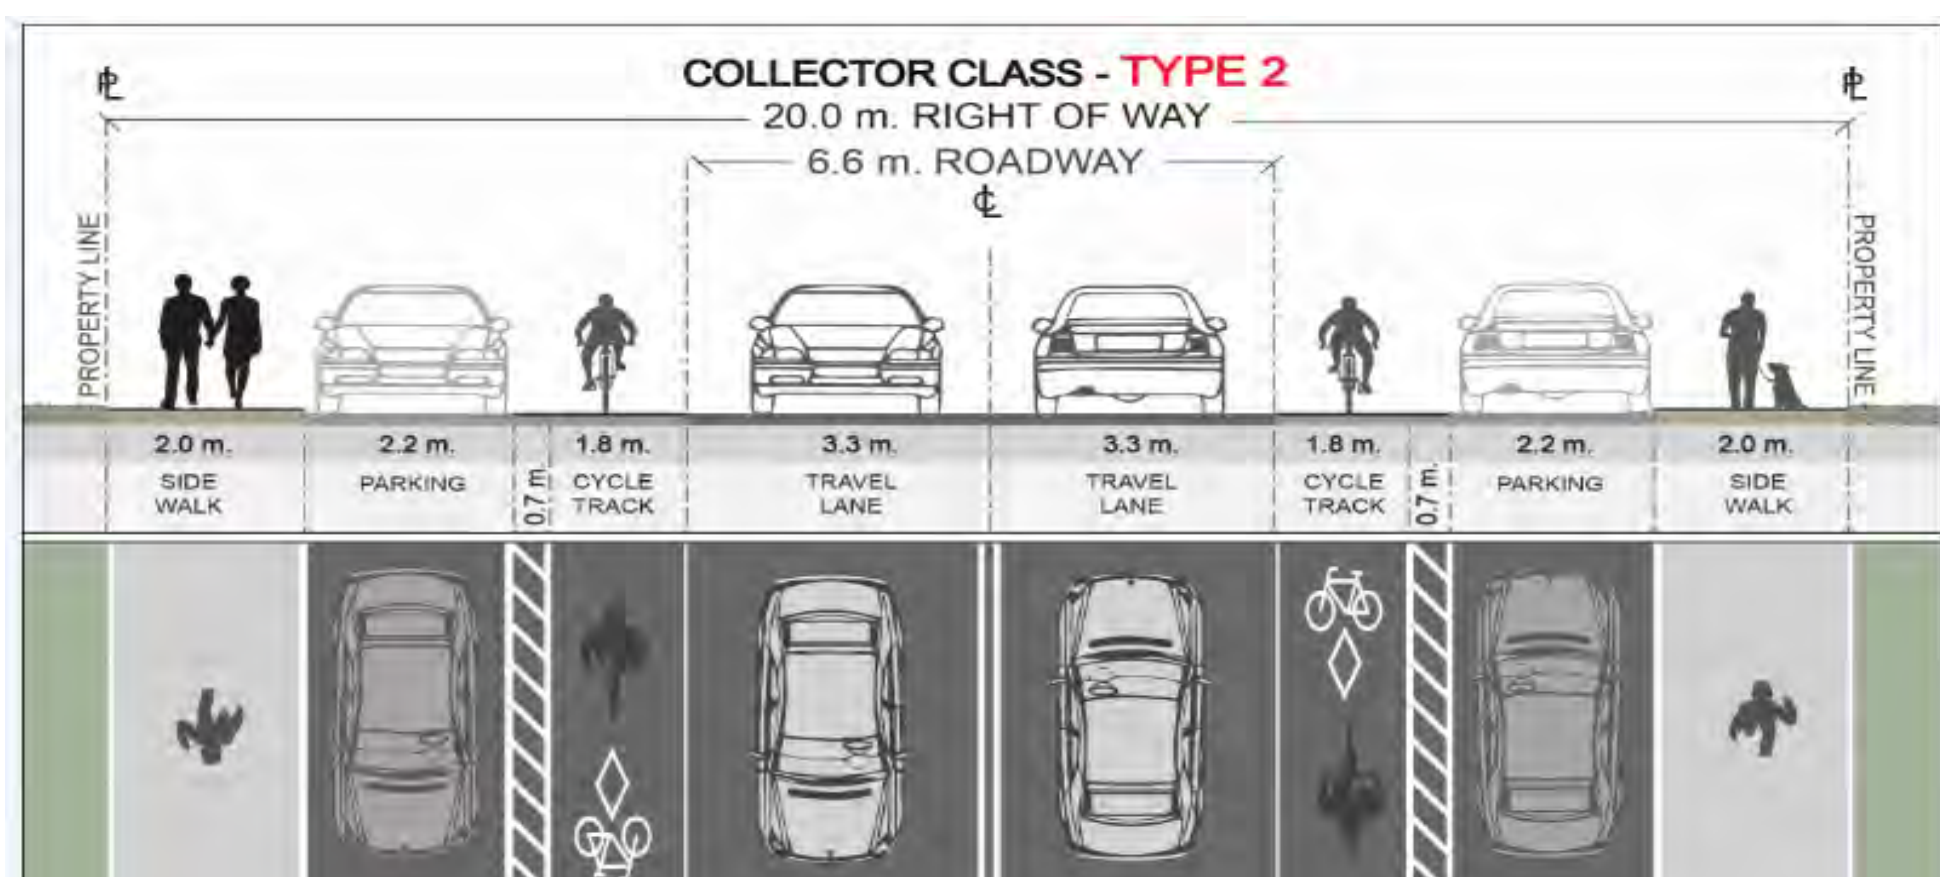 COLLECTOR CLASS - TYPE 2
20.0 m. RIGHT OF WAY
6.6 m. ROADWAY
PROPERTY LINE
PROPERTY LINE
2.0 m.
SIDE
WALK
2.2 m.
PARKING
0.7 m.
1.8 m.
CYCLE
TRACK
3.3 m.
TRAVEL
LANE
3.3 m.
TRAVEL
LANE
1.8 m.
CYCLE
TRACK
0.7 m.
2.2 m.
PARKING
2.0 m.
SIDE
WALK